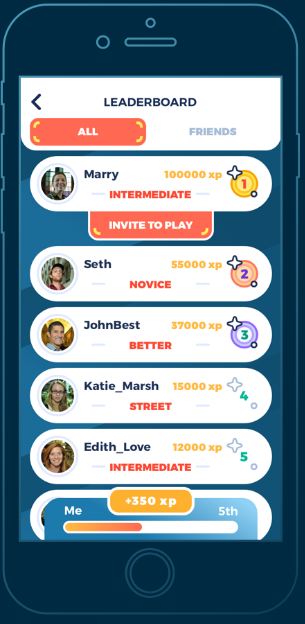 LEADERBOARD
ALL FRIENDS
Marry 100000 xp 1
INTERMEDIATE
INVITE TO PLAY
Seth 55000 xp 2
NOVICE
JohnBest 37000 xp 3
BETTER
Katie_Marsh 15000 xp 4
STREET
Edith_Love 12000 xp 5
INTERMEDIATE
+350 xp
Me 5th